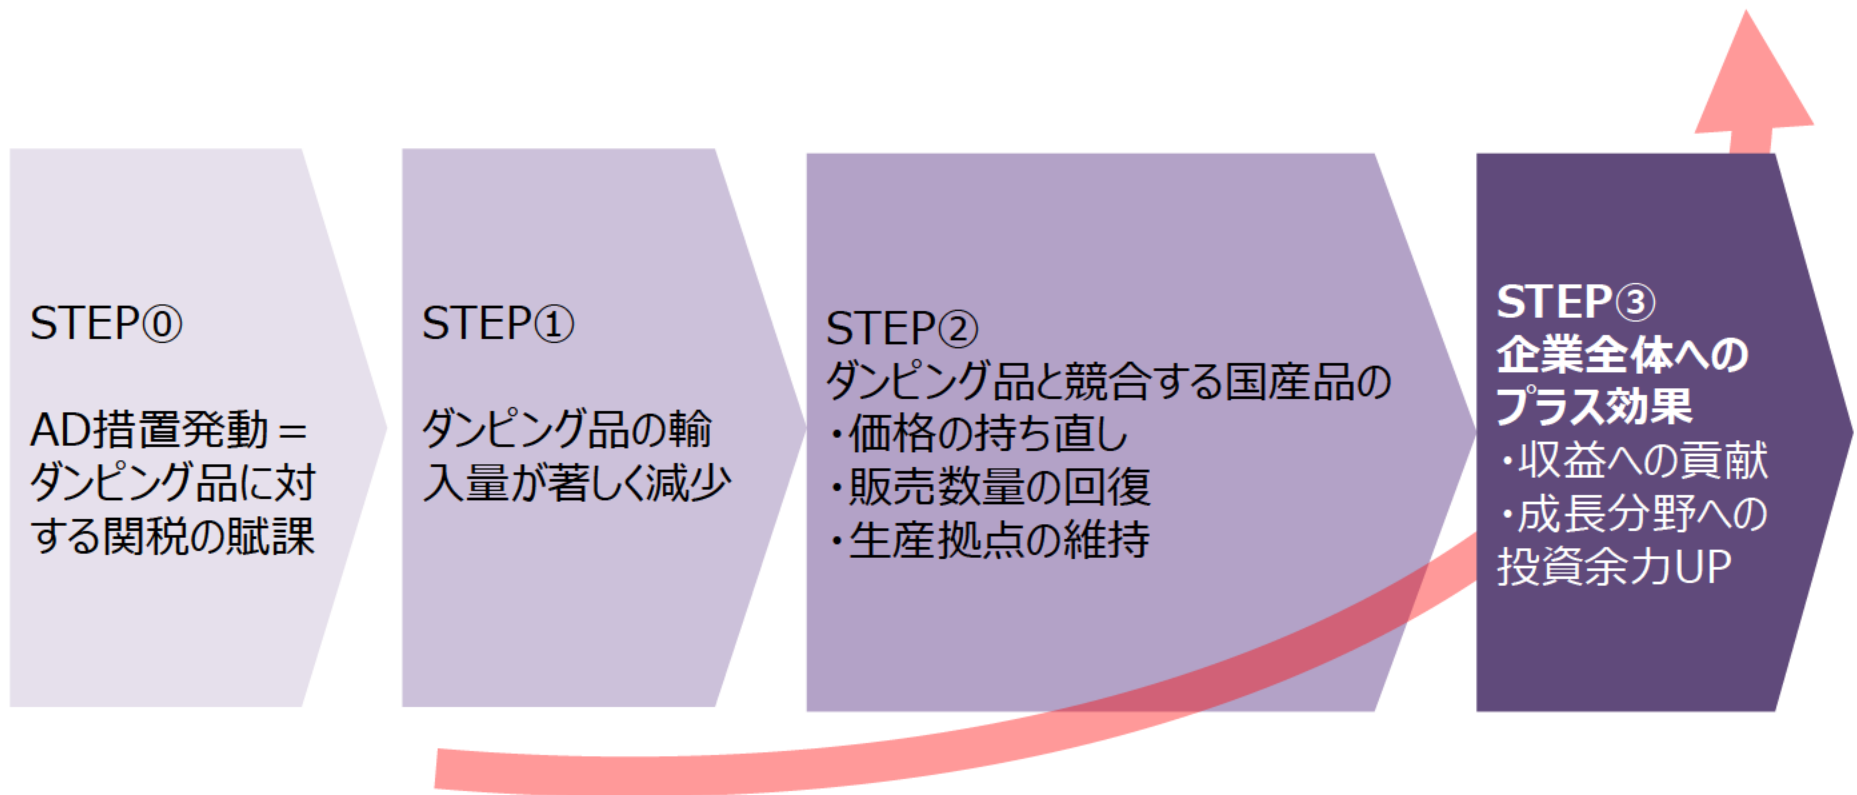 STEP⓪
AD措置発動＝
ダンピング品に対
する関税の賦課
STEP①
ダンピング品の輸
入量が著しく減少
STEP②
ダンピング品と競合する国産品の
・価格の持ち直し
・販売数量の回復
・生産拠点の維持
STEP③
企業全体への
プラス効果
・収益への貢献
・成長分野への
投資余力UP